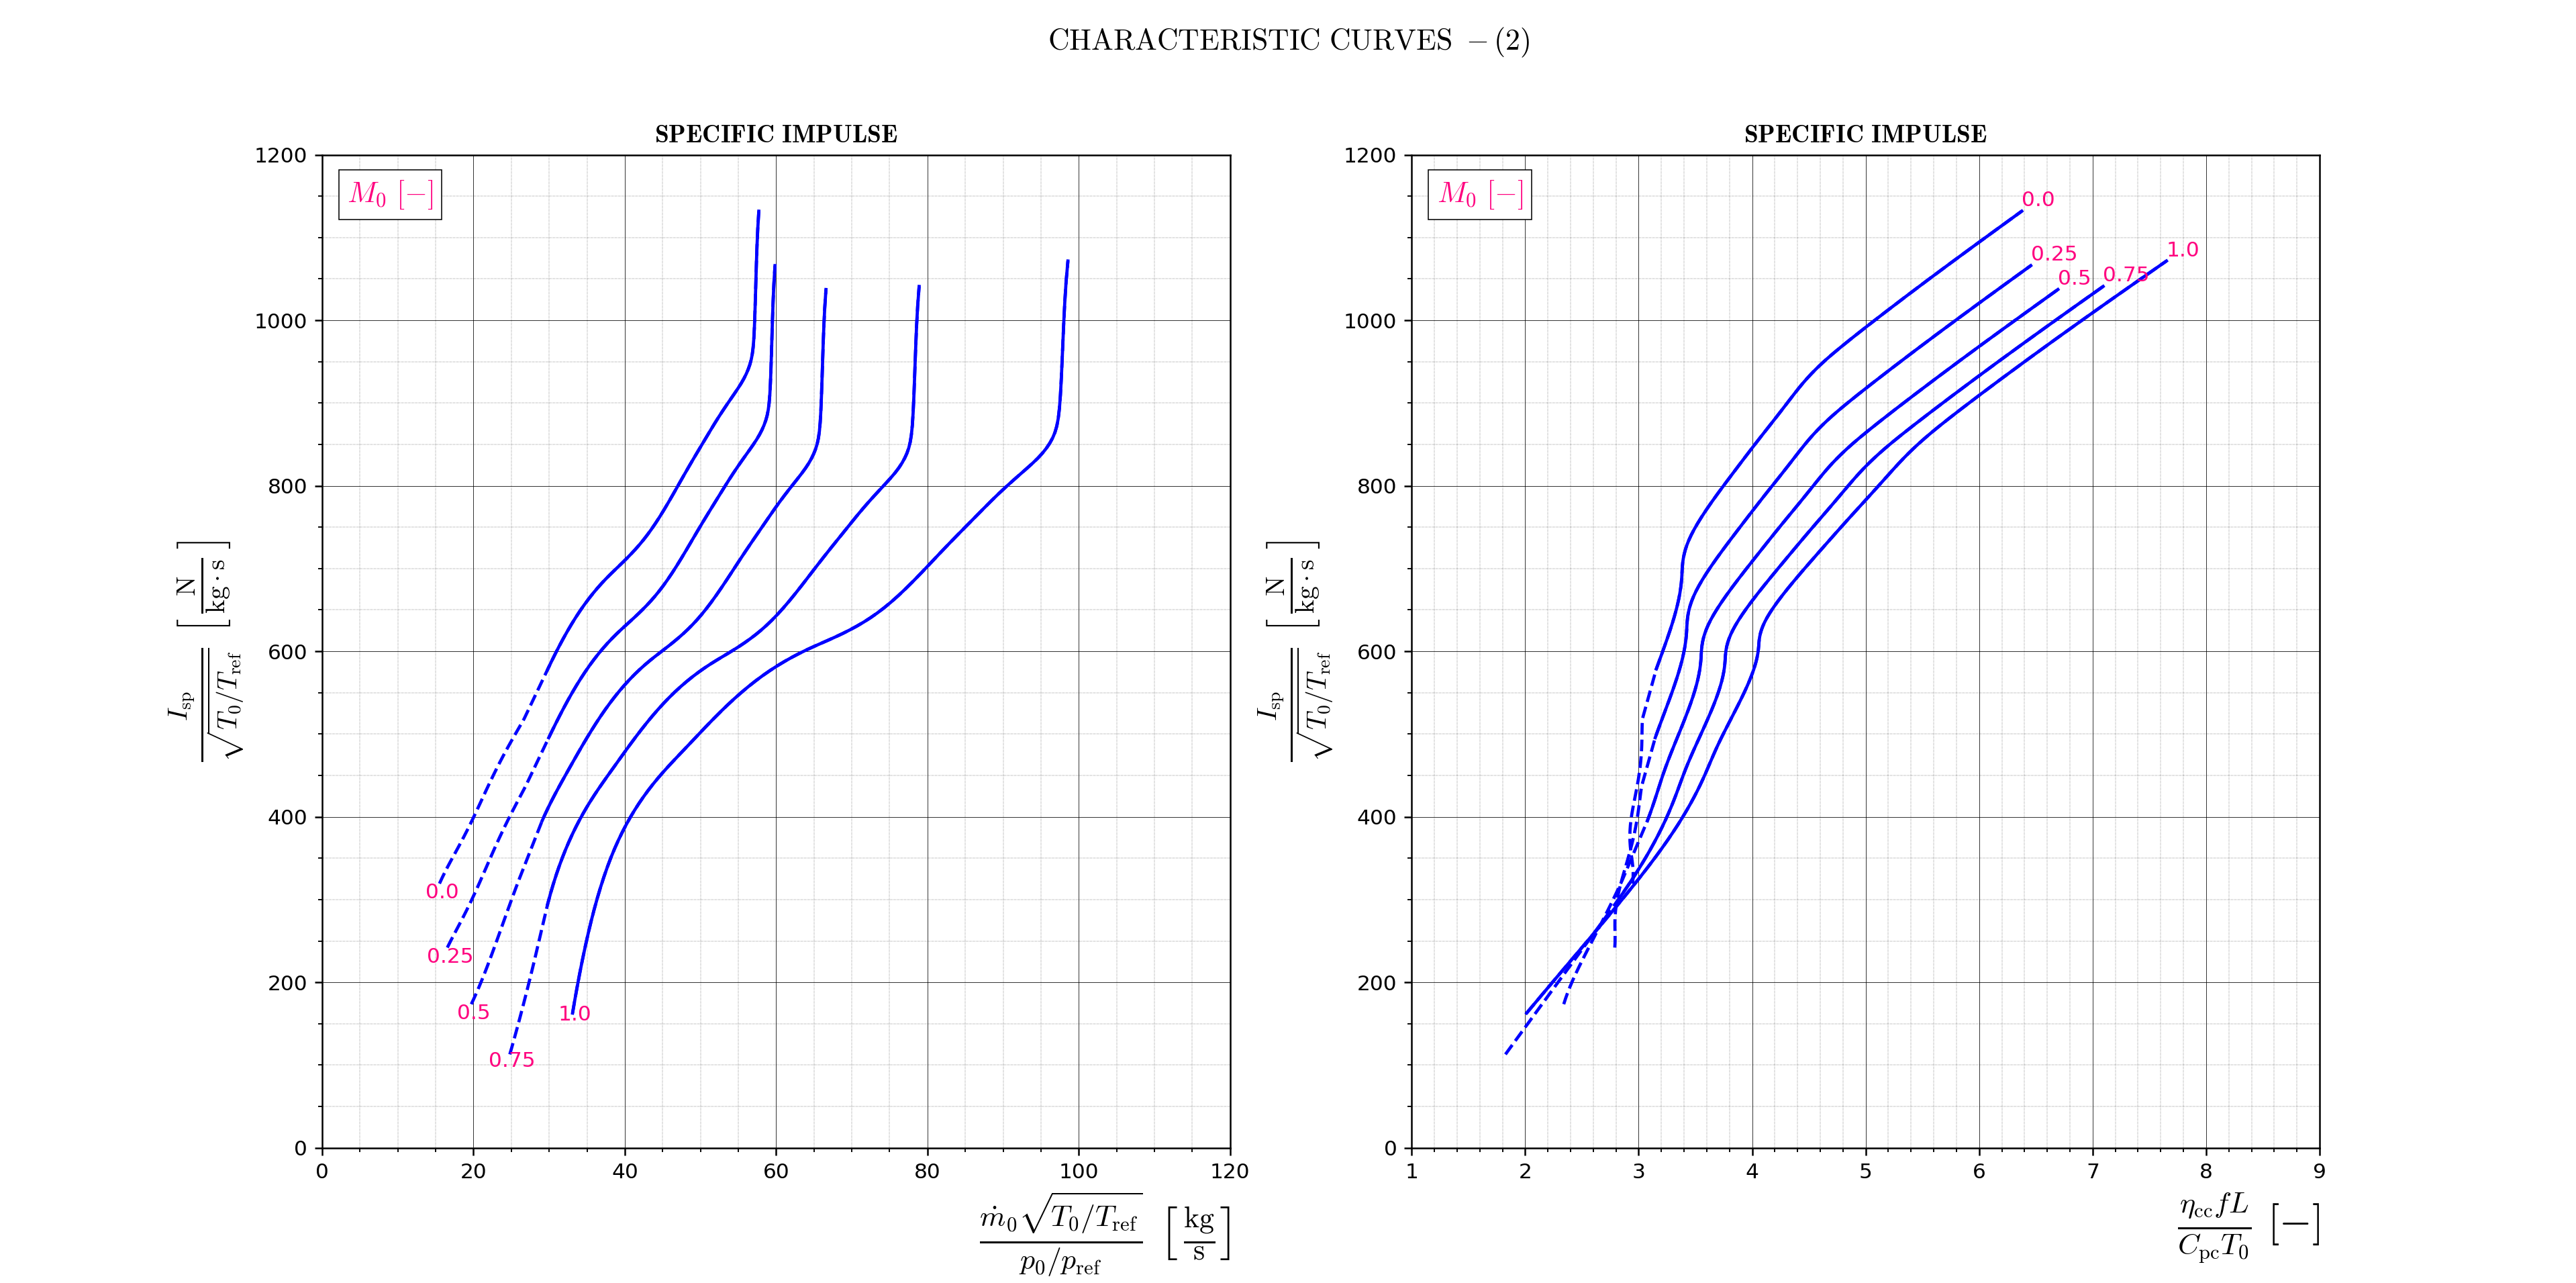 CHARACTERISTIC CURVES − (2)
SPECIFIC IMPULSE
M₀ [−]
1200
1000
800
600
400
200
0
0 20 40 60 80 100 120
0.0
0.25
0.5
0.75
1.0
I_sp / √(T₀/T_ref) [N / kg·s]
ṁ₀√(T₀/T_ref) / (p₀/p_ref) [kg / s]
SPECIFIC IMPULSE
M₀ [−]
1200
1000
800
600
400
200
0
1 2 3 4 5 6 7 8 9
0.0
0.25
0.5
0.75
1.0
I_sp / √(T₀/T_ref) [N / kg·s]
η_cc f L / (C_pc T₀) [−]